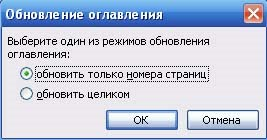 Обновление оглавления
Выберите один из режимов обновления
оглавления:
обновить только номера страниц
обновить целиком
ОК
Отмена